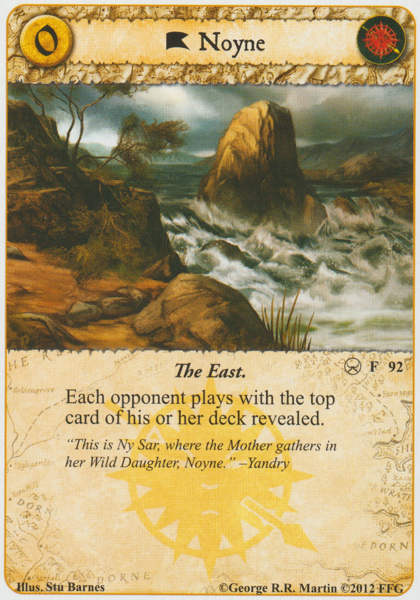 0
Noyne
The East.
F 92
Each opponent plays with the top
card of his or her deck revealed.
“This is Ny Sar, where the Mother gathers in
her Wild Daughter, Noyne.” –Yandry
DORNE
Illus. Stu Barnes
©George R.R. Martin ©2012 FFG